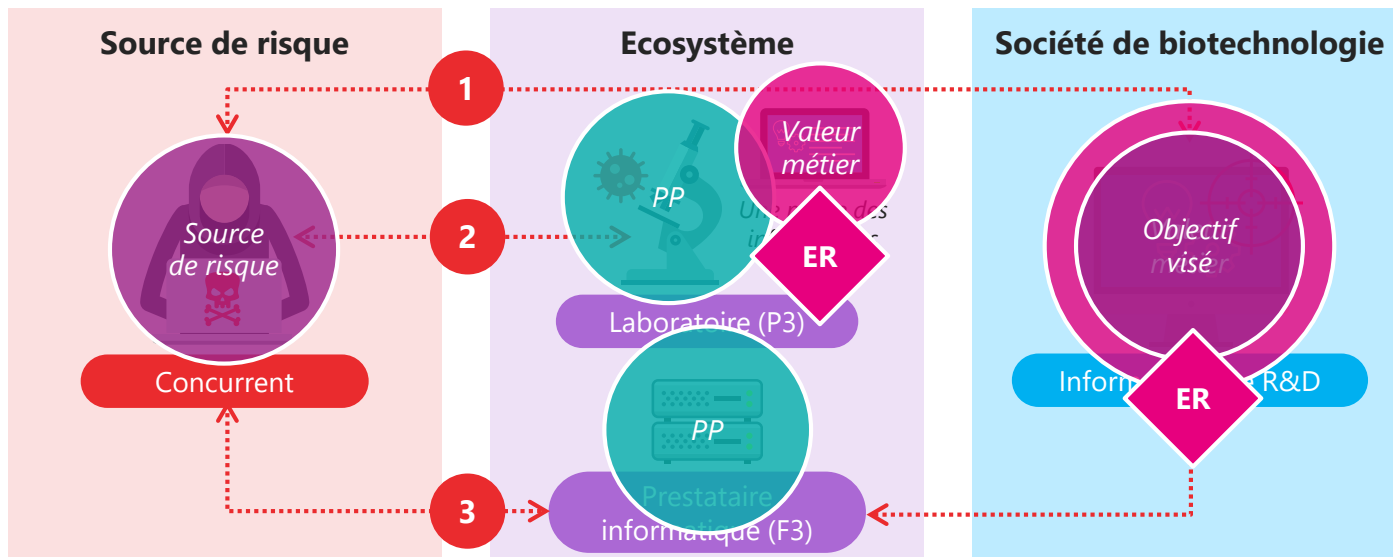 Source de risque
Ecosystème
Société de biotechnologie
1
Valeur
métier
PP
Source
de risque
2
ER
Objectif
visé
métier
Laboratoire (P3)
Concurrent
R&D
ER
PP
3
Prestataire
informatique (F3)